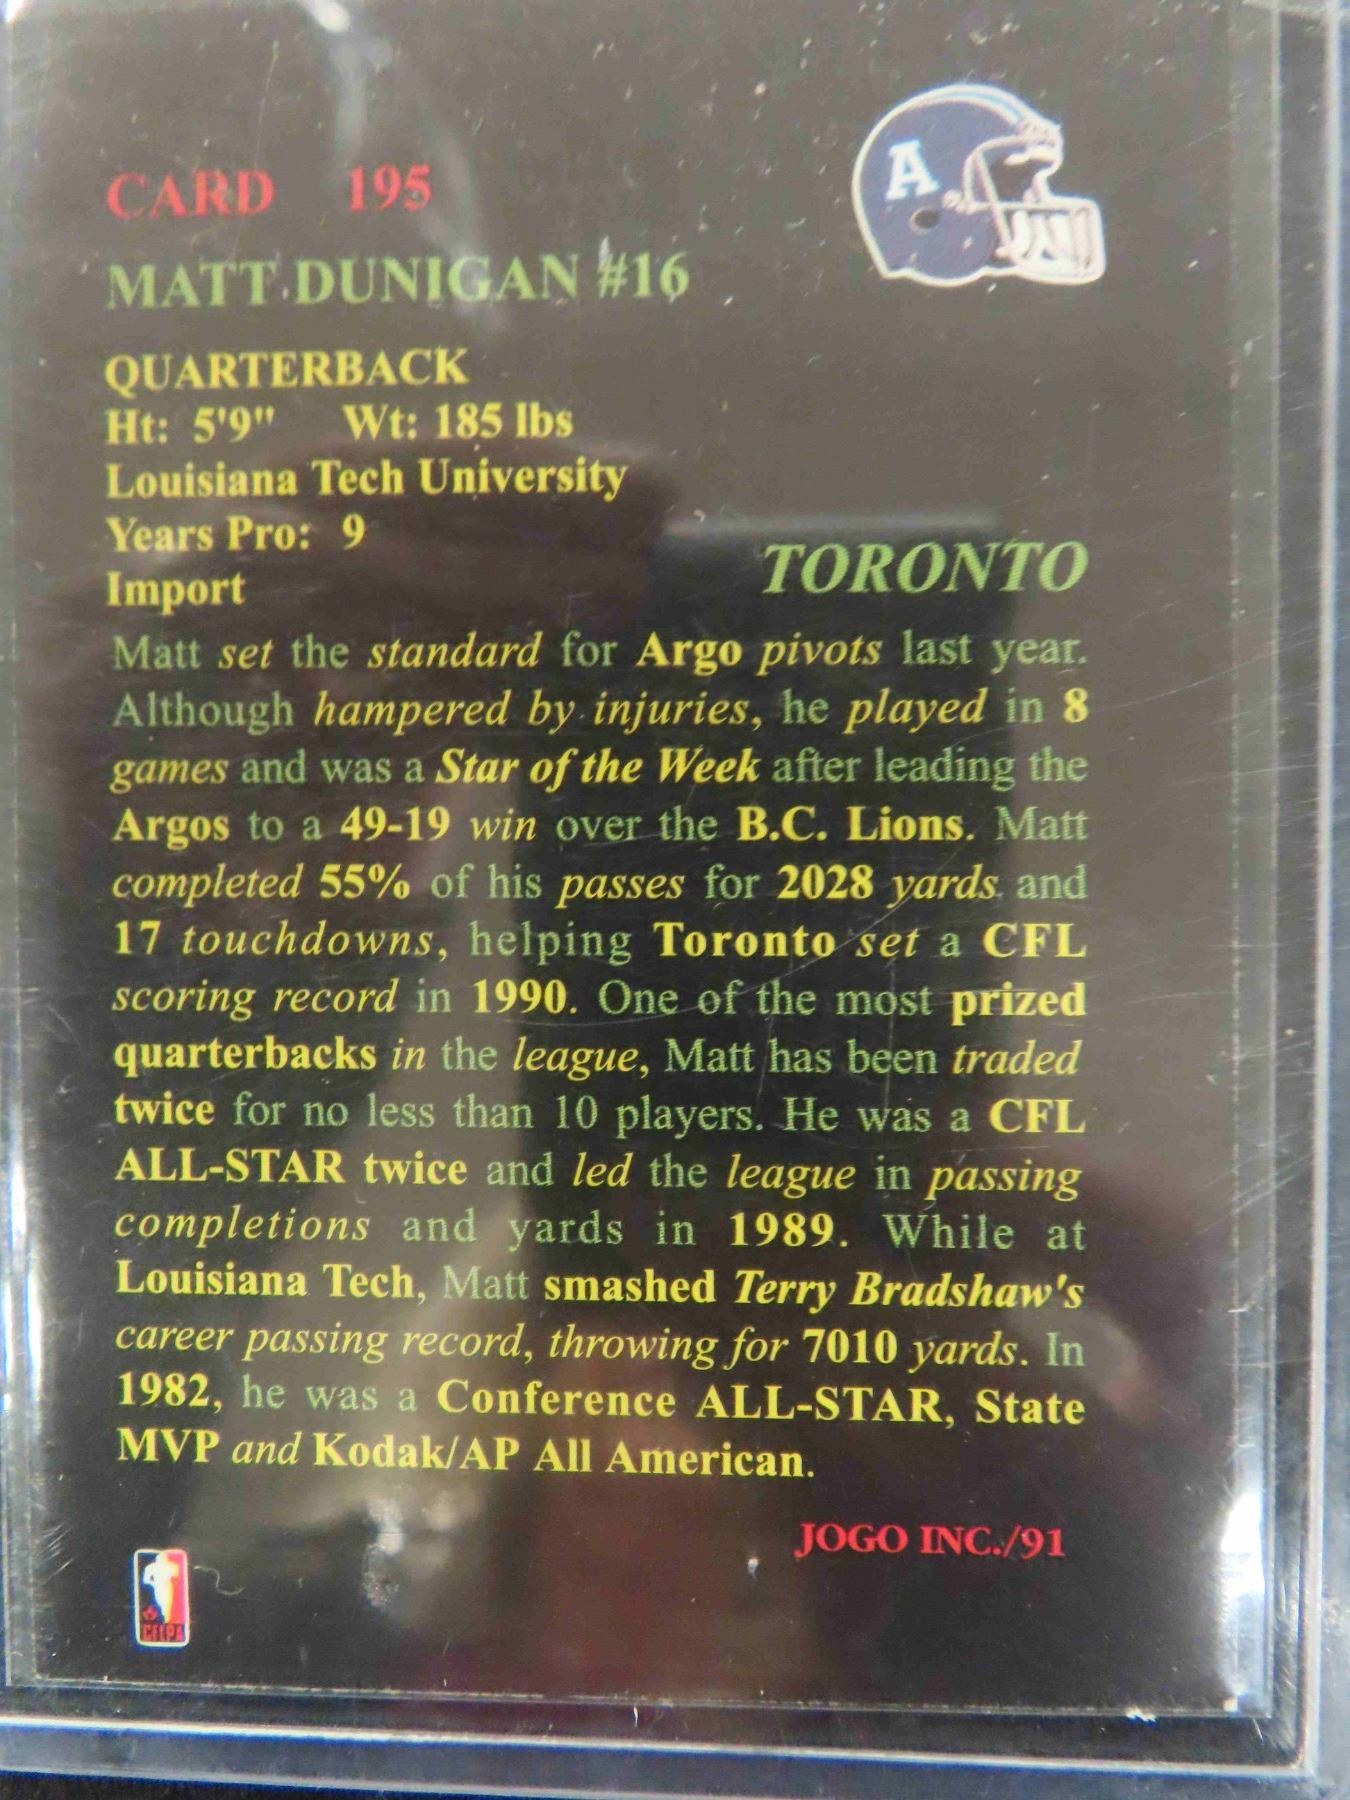 A
CARD 195
MATT DUNIGAN #16
QUARTERBACK
Ht: 5'9" Wt: 185 lbs
Louisiana Tech University
Years Pro: 9
Import
TORONTO
Matt set the standard for Argo pivots last year.
Although hampered by injuries, he played in 8
games and was a Star of the Week after leading the
Argos to a 49-19 win over the B.C. Lions. Matt
completed 55% of his passes for 2028 yards and
17 touchdowns, helping Toronto set a CFL
scoring record in 1990. One of the most prized
quarterbacks in the league, Matt has been traded
twice for no less than 10 players. He was a CFL
ALL-STAR twice and led the league in passing
completions and yards in 1989. While at
Louisiana Tech, Matt smashed Terry Bradshaw's
career passing record, throwing for 7010 yards. In
1982, he was a Conference ALL-STAR, State
MVP and Kodak/AP All American.
JOGO INC./91
CFLPA